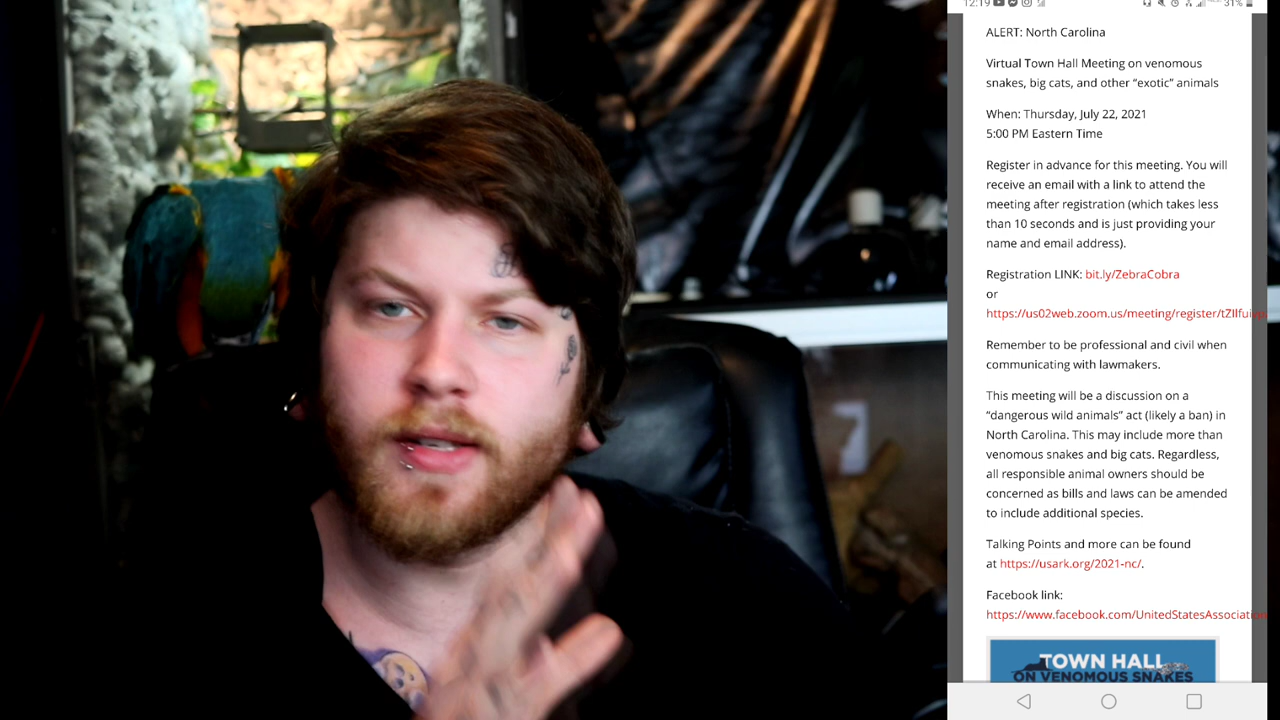 12:19 31%
ALERT: North Carolina
Virtual Town Hall Meeting on venomous
snakes, big cats, and other “exotic” animals
When: Thursday, July 22, 2021
5:00 PM Eastern Time
Register in advance for this meeting. You will
receive an email with a link to attend the
meeting after registration (which takes less
than 10 seconds and is just providing your
name and email address).
Registration LINK: bit.ly/ZebraCobra
or
https://us02web.zoom.us/meeting/register/tZIlfui
Remember to be professional and civil when
communicating with lawmakers.
This meeting will be a discussion on a
“dangerous wild animals” act (likely a ban) in
North Carolina. This may include more than
venomous snakes and big cats. Regardless,
all responsible animal owners should be
concerned as bills and laws can be amended
to include additional species.
Talking Points and more can be found
at https://usark.org/2021-nc/.
Facebook link:
https://www.facebook.com/UnitedStatesAssociation
TOWN HALL
ON VENOMOUS SNAKES